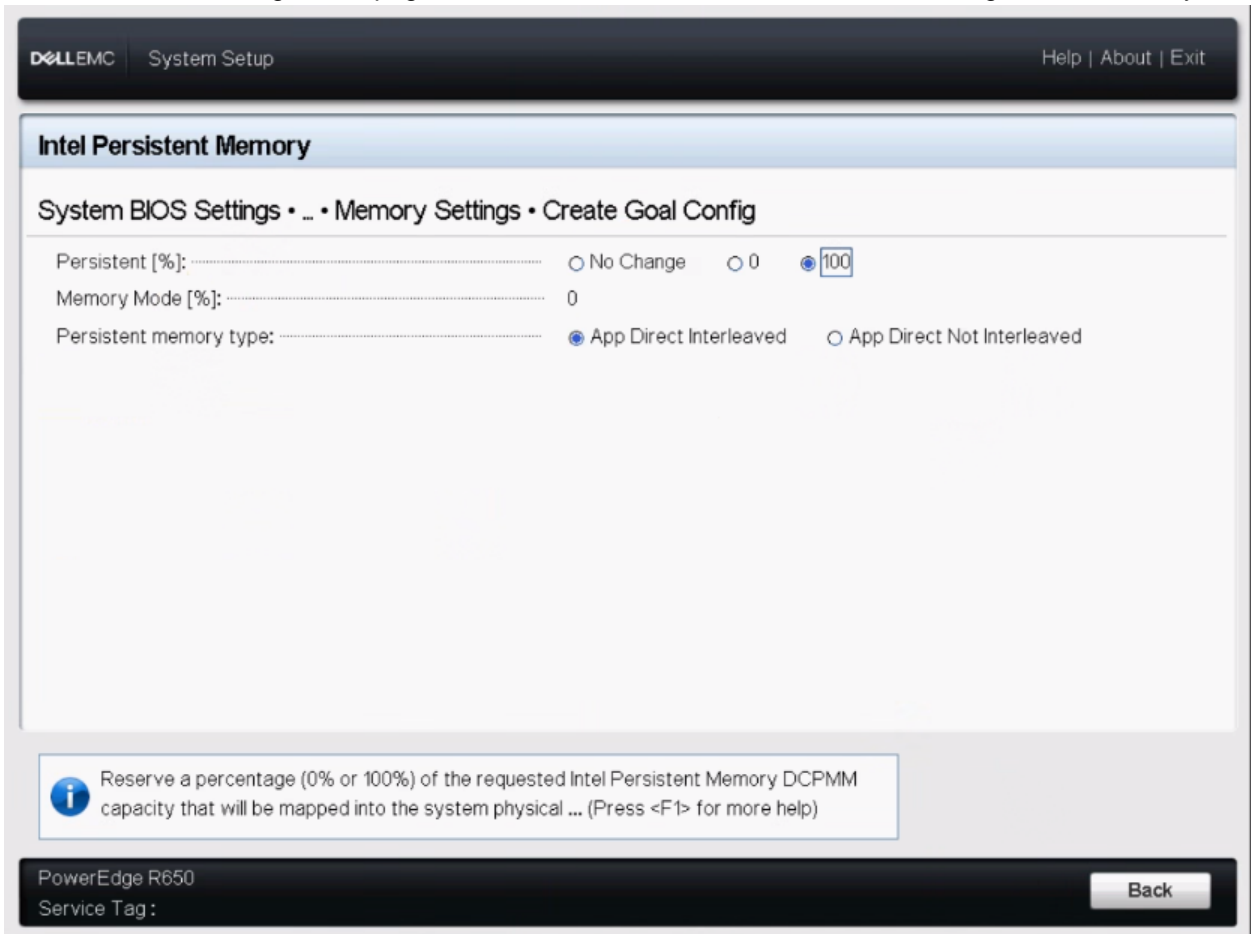 DELLEMC System Setup Help | About | Exit
Intel Persistent Memory
System BIOS Settings • ... • Memory Settings • Create Goal Config
Persistent [%]: No Change 0 100
Memory Mode [%]: 0
Persistent memory type: App Direct Interleaved App Direct Not Interleaved
Reserve a percentage (0% or 100%) of the requested Intel Persistent Memory DCPMM
capacity that will be mapped into the system physical ... (Press <F1> for more help)
PowerEdge R650
Service Tag :
Back